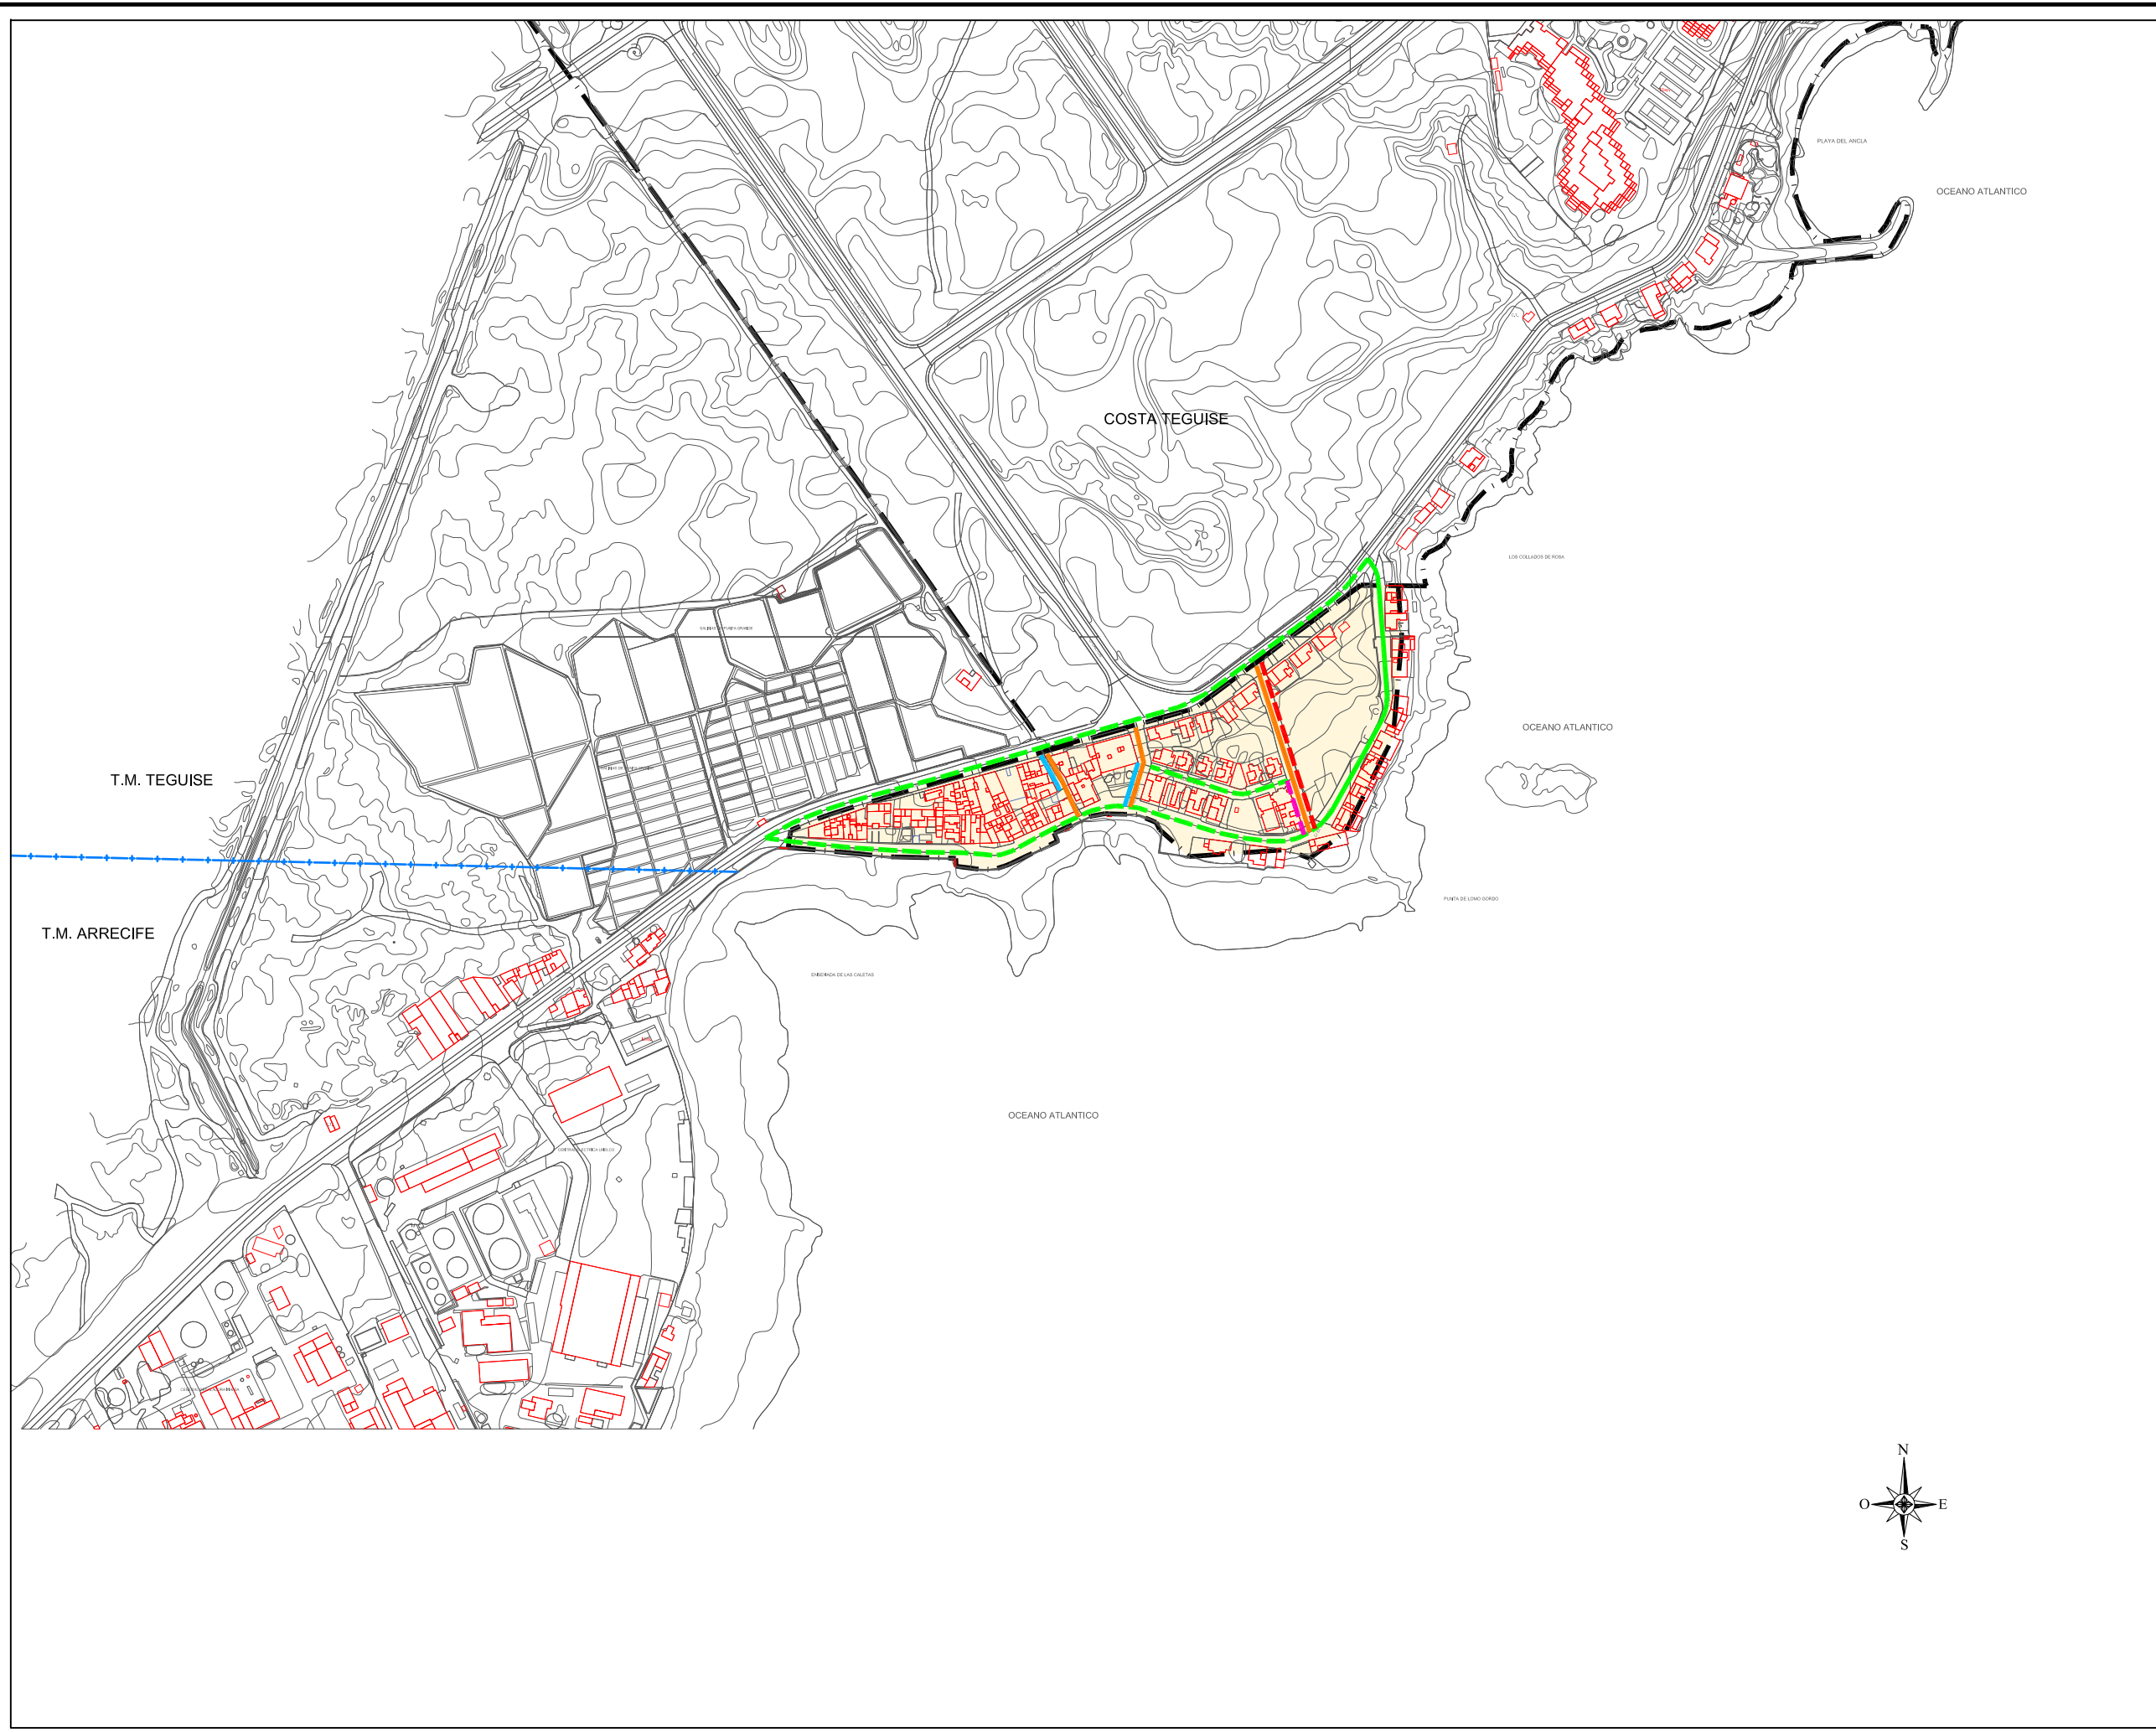 PLAYA DEL ANCLA
OCEANO ATLANTICO
COSTA TEGUISE
LOS COLLADOS DE ROSA
OCEANO ATLANTICO
T.M. TEGUISE
PUNTA DE LOMO GORDO
T.M. ARRECIFE
ENSENADA DE LAS CALETAS
OCEANO ATLANTICO
N
O
E
S